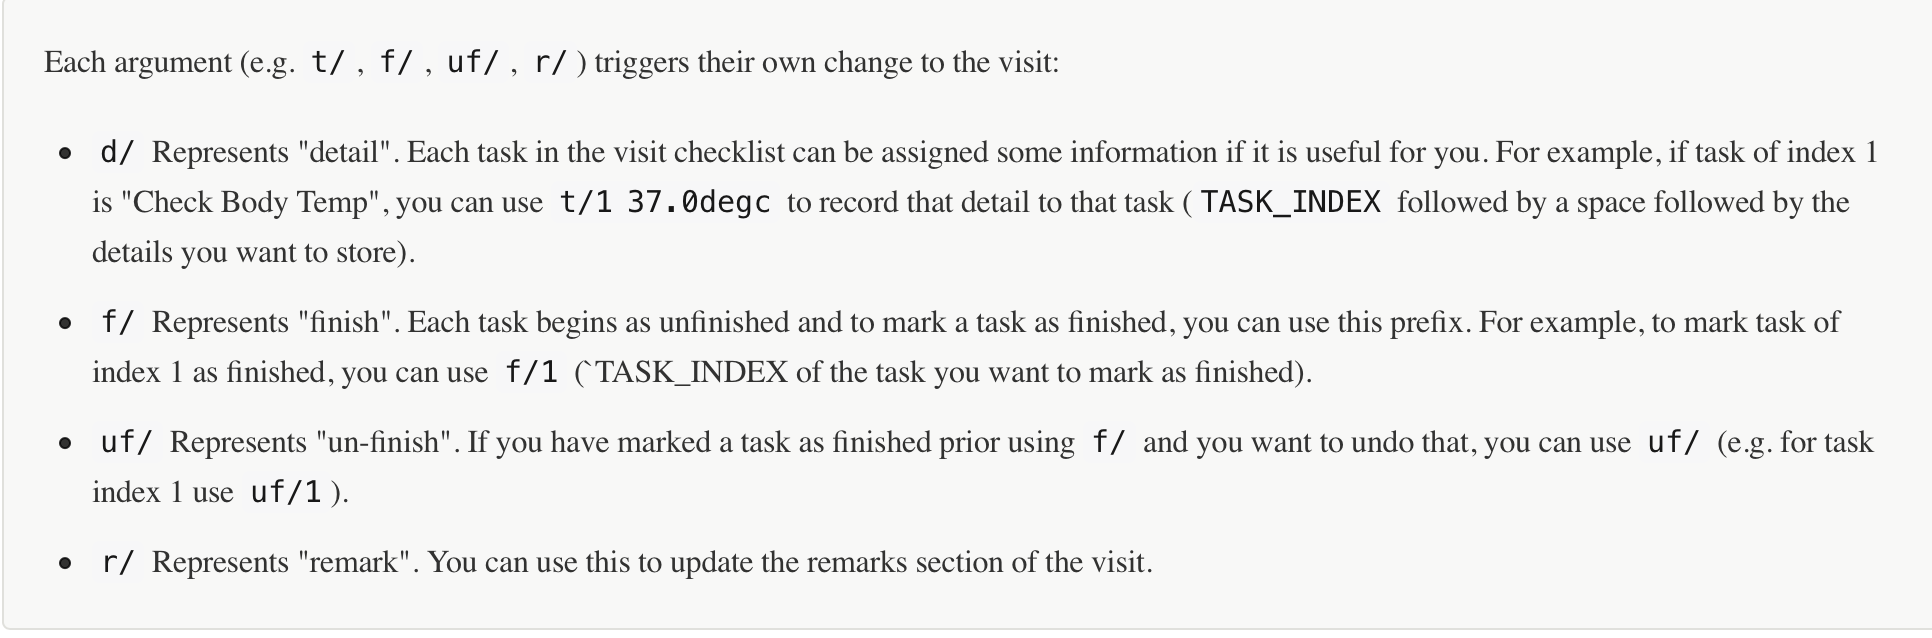 Each argument (e.g. t/ , f/ , uf/ , r/ ) triggers their own change to the visit:
• d/ Represents "detail". Each task in the visit checklist can be assigned some information if it is useful for you. For example, if task of index 1
is "Check Body Temp", you can use t/1 37.0degc to record that detail to that task ( TASK_INDEX followed by a space followed by the
details you want to store).
• f/ Represents "finish". Each task begins as unfinished and to mark a task as finished, you can use this prefix. For example, to mark task of
index 1 as finished, you can use f/1 (`TASK_INDEX of the task you want to mark as finished).
• uf/ Represents "un-finish". If you have marked a task as finished prior using f/ and you want to undo that, you can use uf/ (e.g. for task
index 1 use uf/1 ).
• r/ Represents "remark". You can use this to update the remarks section of the visit.